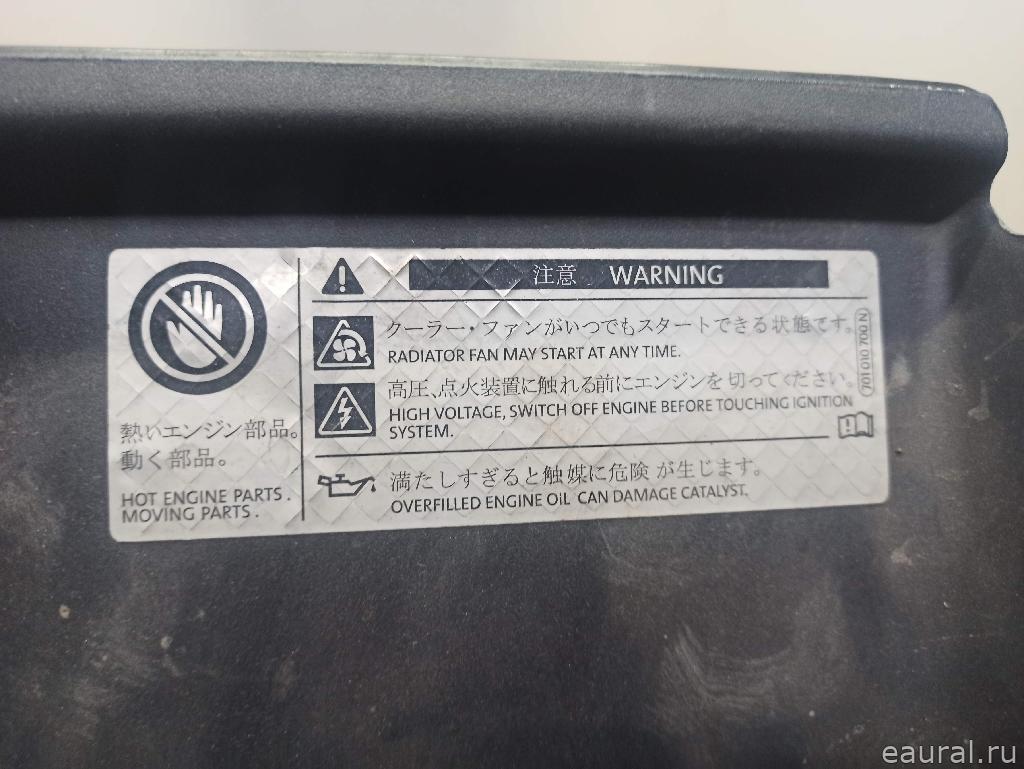 注意 WARNING
クーラー・ファンがいつでもスタートできる状態です。
RADIATOR FAN MAY START AT ANY TIME.
高圧、点火装置に触れる前にエンジンを切ってください。
HIGH VOLTAGE, SWITCH OFF ENGINE BEFORE TOUCHING IGNITION
SYSTEM.
701 010 700 N
満たしすぎると触媒に危険が生じます。
OVERFILLED ENGINE OIL CAN DAMAGE CATALYST.
熱いエンジン部品。
動く部品。
HOT ENGINE PARTS.
MOVING PARTS.
eaural.ru